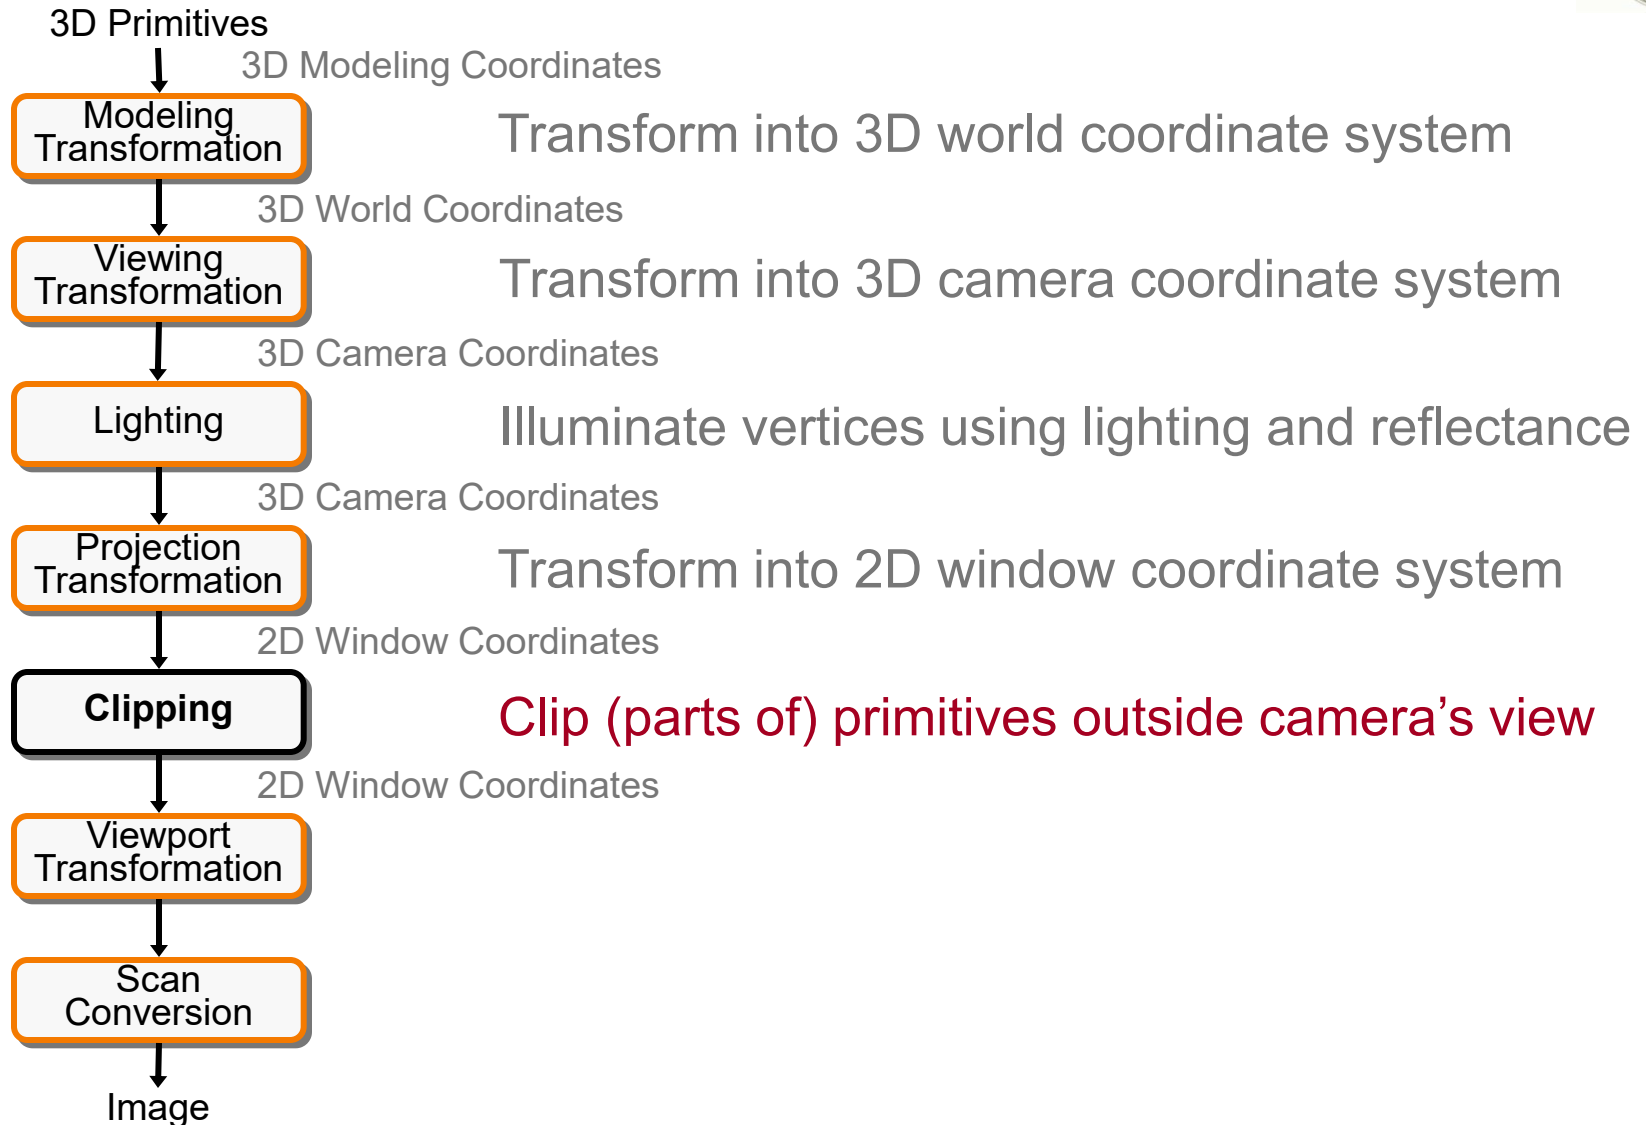 3D Primitives
3D Modeling Coordinates
Modeling
Transformation
Transform into 3D world coordinate system
3D World Coordinates
Viewing
Transformation
Transform into 3D camera coordinate system
3D Camera Coordinates
Lighting
Illuminate vertices using lighting and reflectance
3D Camera Coordinates
Projection
Transformation
Transform into 2D window coordinate system
2D Window Coordinates
Clipping
Clip (parts of) primitives outside camera’s view
2D Window Coordinates
Viewport
Transformation
Scan
Conversion
Image